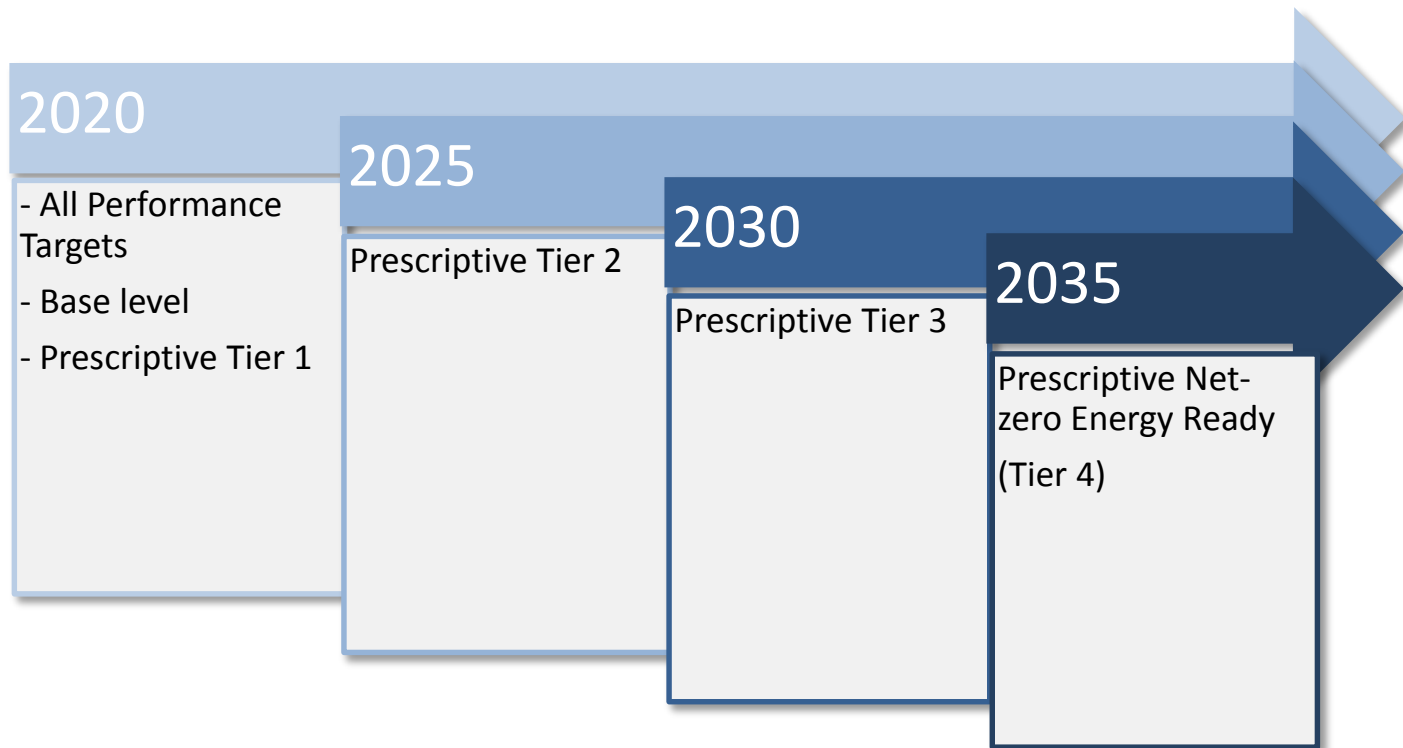 2020
- All Performance
Targets
- Base level
- Prescriptive Tier 1
2025
Prescriptive Tier 2
2030
Prescriptive Tier 3
2035
Prescriptive Net-
zero Energy Ready
(Tier 4)